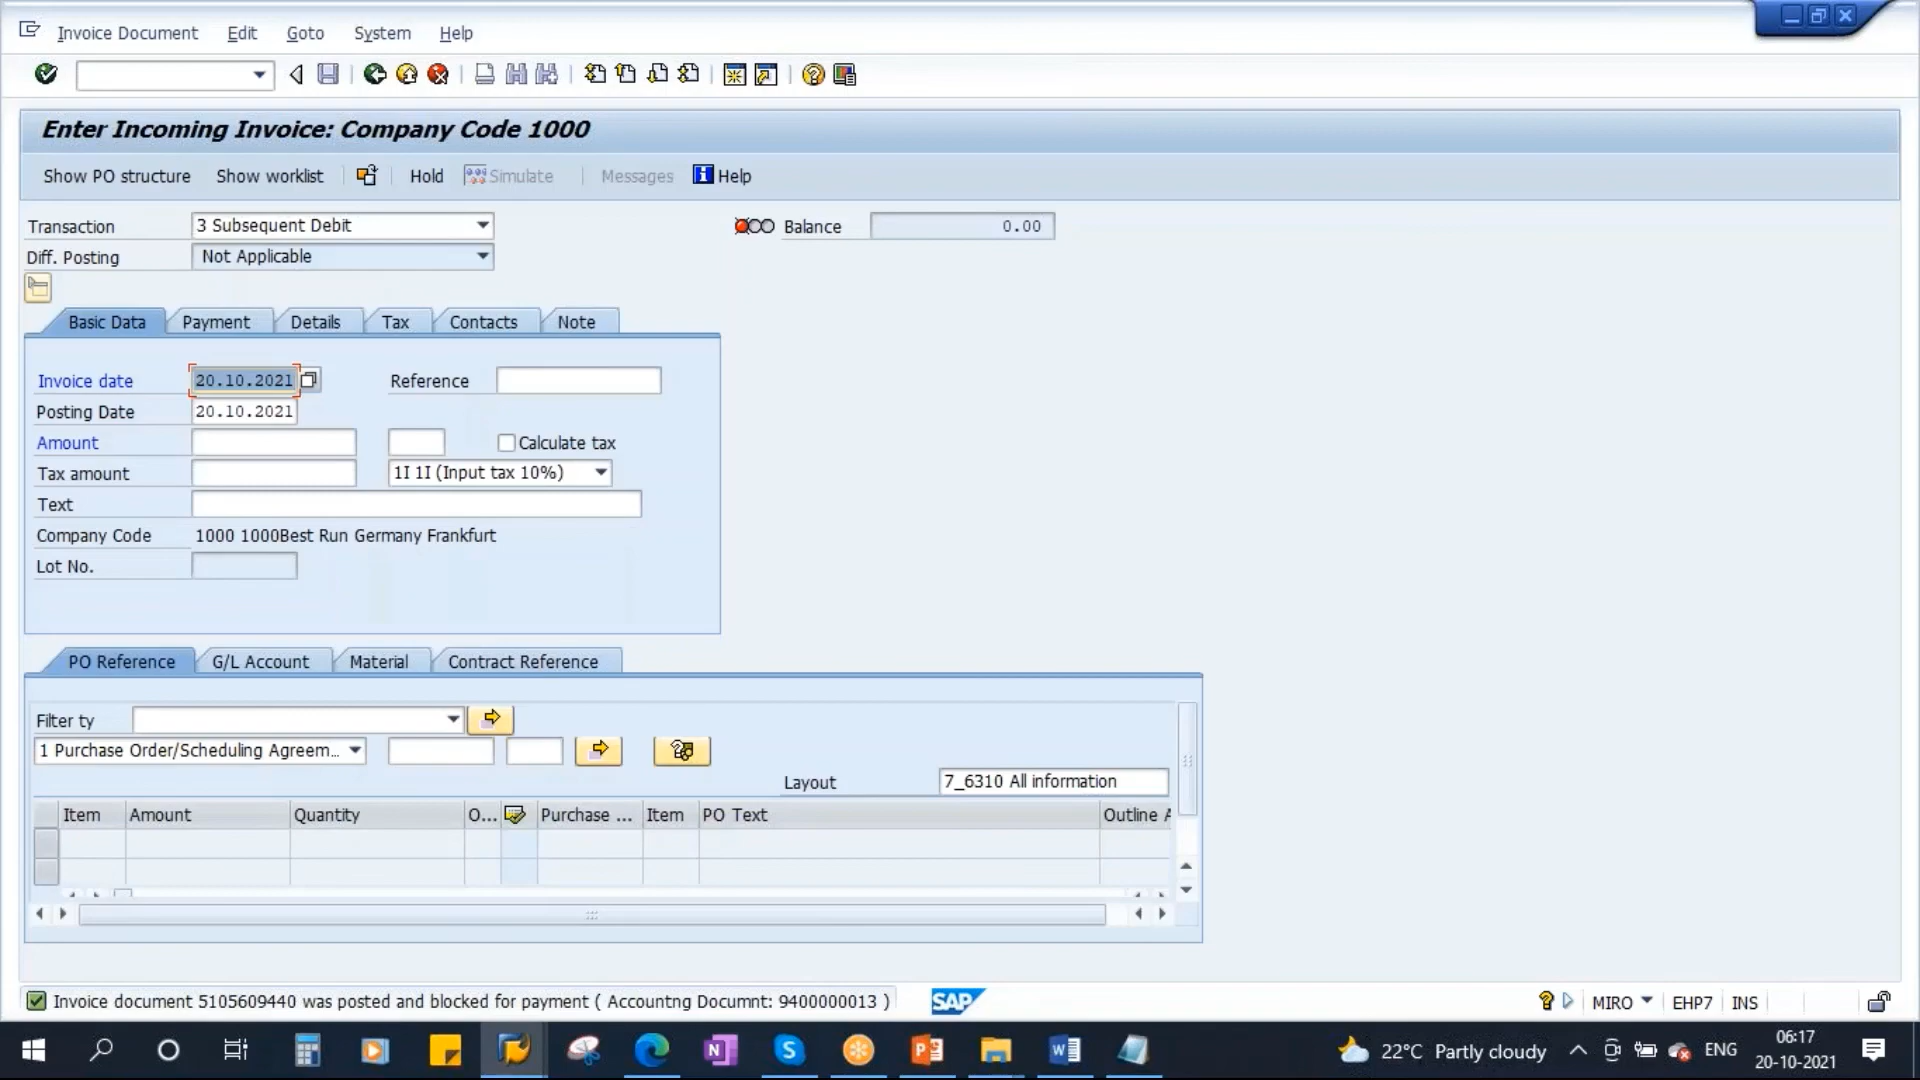 Invoice Document Edit Goto System Help
Enter Incoming Invoice: Company Code 1000
Show PO structure Show worklist Hold Simulate Messages Help
Transaction 3 Subsequent Debit Balance 0.00
Diff. Posting Not Applicable
Basic Data Payment Details Tax Contacts Note
Invoice date 20.10.2021 Reference
Posting Date 20.10.2021
Amount Calculate tax
Tax amount 1I 1I (Input tax 10%)
Text
Company Code 1000 1000Best Run Germany Frankfurt
Lot No.
PO Reference G/L Account Material Contract Reference
Filter ty
1 Purchase Order/Scheduling Agreem...
Layout 7_6310 All information
Item Amount Quantity O... Purchase ... Item PO Text Outline A
Invoice document 5105609440 was posted and blocked for payment ( Accountng Documnt: 9400000013 ) SAP MIRO EHP7 INS
22°C Partly cloudy ENG 06:17
20-10-2021